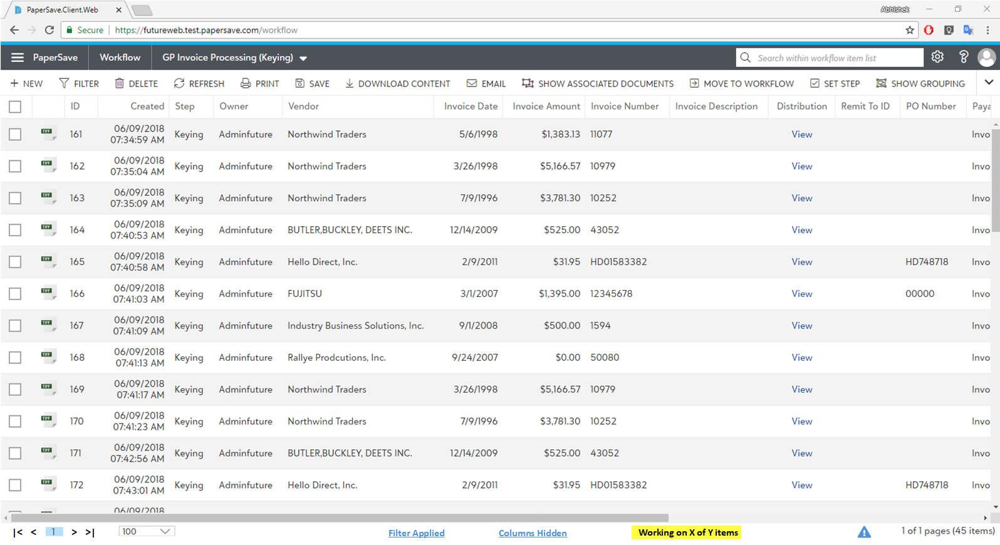 PaperSave.Client.Web
Abhishek
Secure https://futureweb.test.papersave.com/workflow
PaperSave Workflow GP Invoice Processing (Keying) Search within workflow item list
NEW FILTER DELETE REFRESH PRINT SAVE DOWNLOAD CONTENT EMAIL SHOW ASSOCIATED DOCUMENTS MOVE TO WORKFLOW SET STEP SHOW GROUPING
ID Created Step Owner Vendor Invoice Date Invoice Amount Invoice Number Invoice Description Distribution Remit To ID PO Number Paya
TIFF 161 06/09/2018 07:34:59 AM Keying Adminfuture Northwind Traders 5/6/1998 $1,383.13 11077 View Invo
TIFF 162 06/09/2018 07:35:04 AM Keying Adminfuture Northwind Traders 3/26/1998 $5,166.57 10979 View Invo
TIFF 163 06/09/2018 07:35:09 AM Keying Adminfuture Northwind Traders 7/9/1996 $3,781.30 10252 View Invo
TIFF 164 06/09/2018 07:40:53 AM Keying Adminfuture BUTLER,BUCKLEY, DEETS INC. 12/14/2009 $525.00 43052 View Invo
TIFF 165 06/09/2018 07:40:58 AM Keying Adminfuture Hello Direct, Inc. 2/9/2011 $31.95 HD01583382 View HD748718 Invo
TIFF 166 06/09/2018 07:41:03 AM Keying Adminfuture FUJITSU 3/1/2007 $1,395.00 12345678 View 00000 Invo
TIFF 167 06/09/2018 07:41:09 AM Keying Adminfuture Industry Business Solutions, Inc. 9/1/2008 $500.00 1594 View Invo
TIFF 168 06/09/2018 07:41:13 AM Keying Adminfuture Rallye Prodcutions, Inc. 9/24/2007 $0.00 50080 View Invo
TIFF 169 06/09/2018 07:41:17 AM Keying Adminfuture Northwind Traders 3/26/1998 $5,166.57 10979 View Invo
TIFF 170 06/09/2018 07:41:23 AM Keying Adminfuture Northwind Traders 7/9/1996 $3,781.30 10252 View Invo
TIFF 171 06/09/2018 07:42:56 AM Keying Adminfuture BUTLER,BUCKLEY, DEETS INC. 12/14/2009 $525.00 43052 View Invo
TIFF 172 06/09/2018 07:43:01 AM Keying Adminfuture Hello Direct, Inc. 2/9/2011 $31.95 HD01583382 View HD748718 Invo
06/09/2018
|< < 1 > >| 100 Filter Applied Columns Hidden Working on X of Y items 1 of 1 pages (45 items)